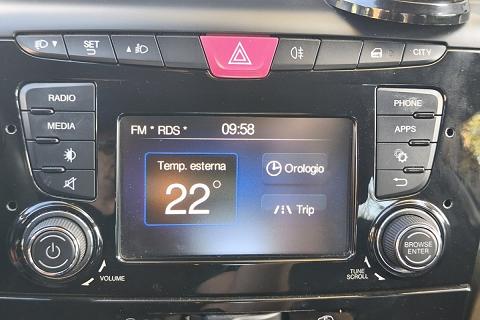 SET
CITY
RADIO
MEDIA
PHONE
APPS
FM * RDS * 09:58
Temp. esterna
22°
Orologio
Trip
VOLUME
TUNE
SCROLL
BROWSE
ENTER